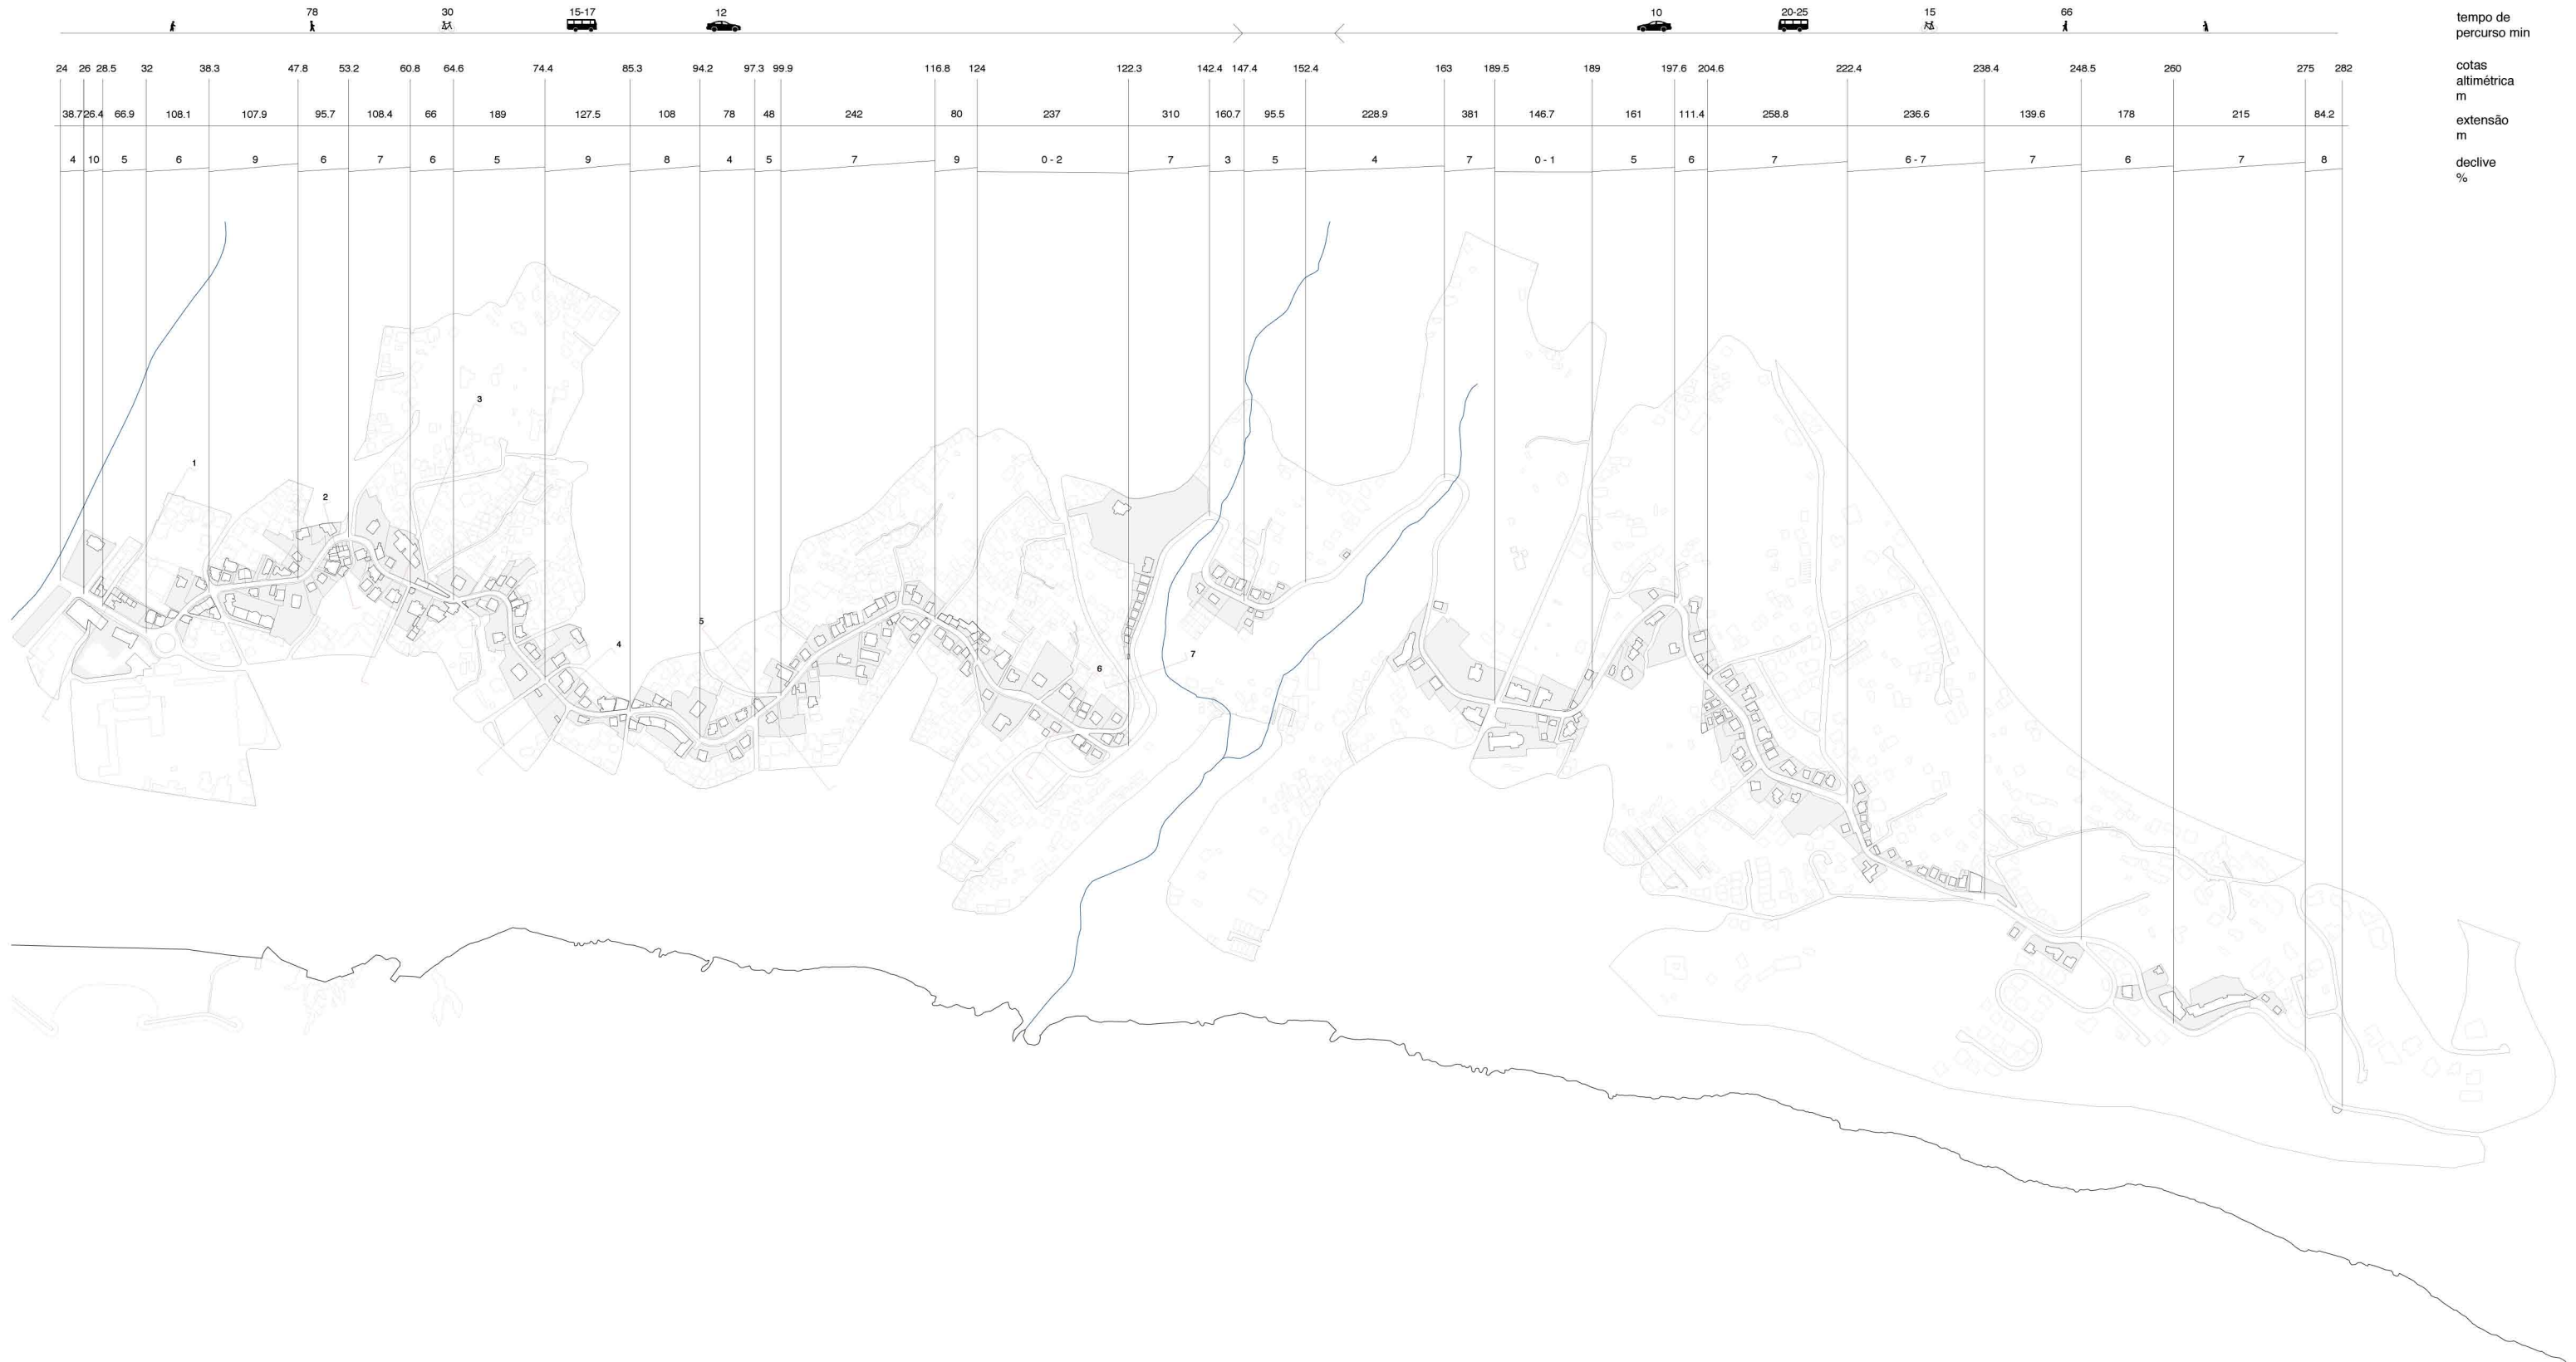 78 30 15-17 12 10 20-25 15 66 tempo de
percurso min
24 26 28.5 32 38.3 47.8 53.2 60.8 64.6 74.4 85.3 94.2 97.3 99.9 116.8 124 122.3 142.4 147.4 152.4 163 189.5 189 197.6 204.6 222.4 238.4 248.5 260 275 282 cotas
altimétrica
m
38.7 26.4 66.9 108.1 107.9 95.7 108.4 66 189 127.5 108 78 48 242 80 237 310 160.7 95.5 228.9 381 146.7 161 111.4 258.8 236.6 139.6 178 215 84.2 extensão
m
4 10 5 6 9 6 7 6 5 9 8 4 5 7 9 0 - 2 7 3 5 4 7 0 - 1 5 6 7 6 - 7 7 6 7 8 declive
%
3
1
2
5
4
7
6